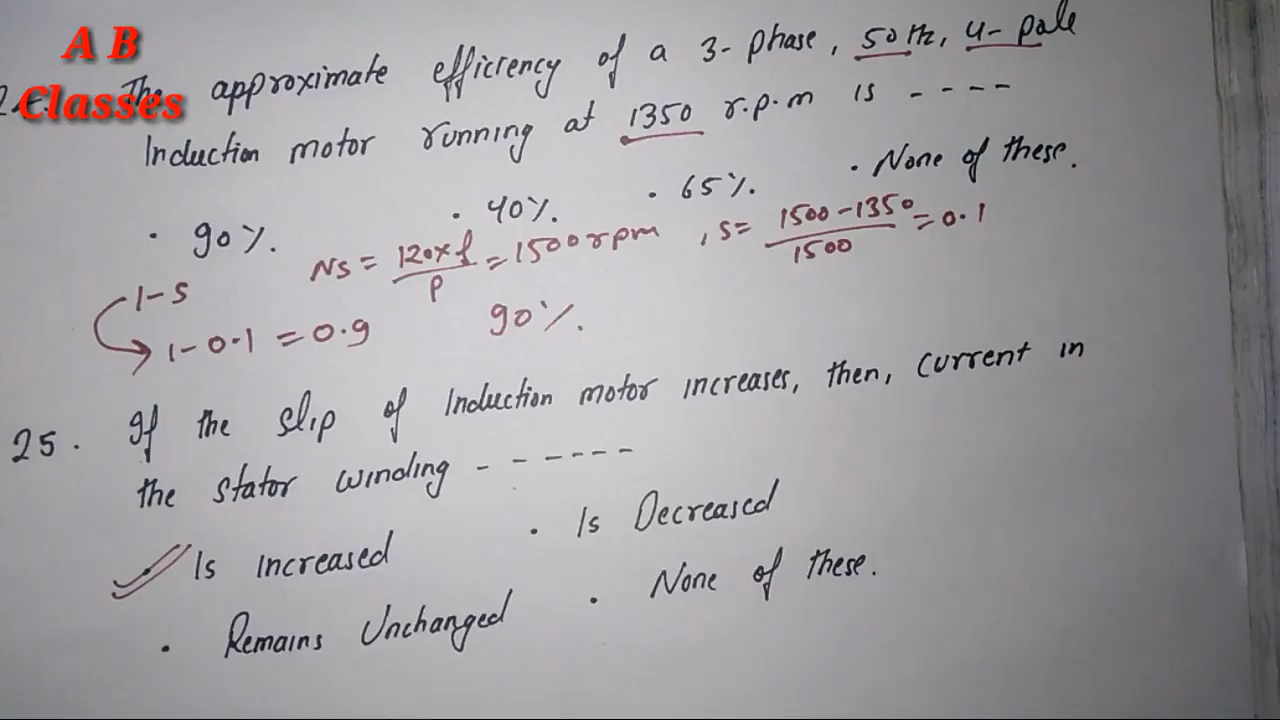 A B
Classes
The approximate efficiency of a 3-phase, 50Hz, 4-pole
Induction motor running at 1350 r.p.m is ----
• 90%. • 40%. • 65%. • None of these.
Ns = 120×f/P = 1500rpm , s= 1500-1350/1500 = 0.1
1-s
1-0.1 = 0.9 90%.
25. If the slip of Induction motor increases, then, current in
the stator winding - ------
• Is increased • Is Decreased
• Remains Unchanged • None of these.